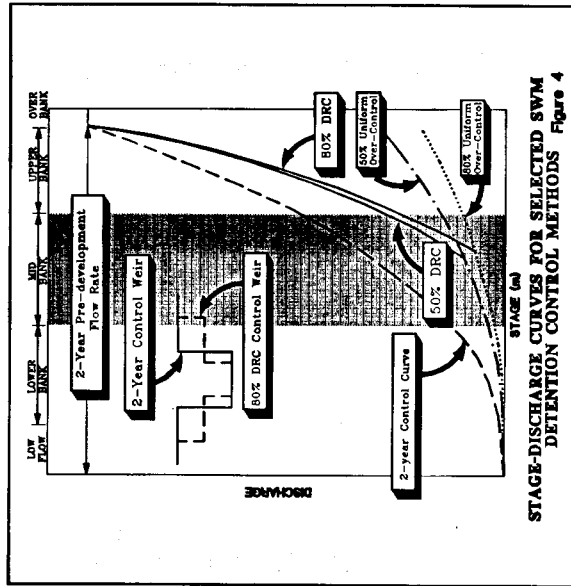 LOW
FLOW
LOWER
BANK
MID
BANK
UPPER
BANK
OVER
BANK
2-Year Pre-development
Flow Rate
2-Year Control Weir
80% DRC Control Weir
80% DRC
50% Uniform
Over-Control
80% Uniform
Over-Control
50% DRC
2-year Control Curve
DISCHARGE
STAGE (m)
STAGE-DISCHARGE CURVES FOR SELECTED SWM
DETENTION CONTROL METHODS Figure 4